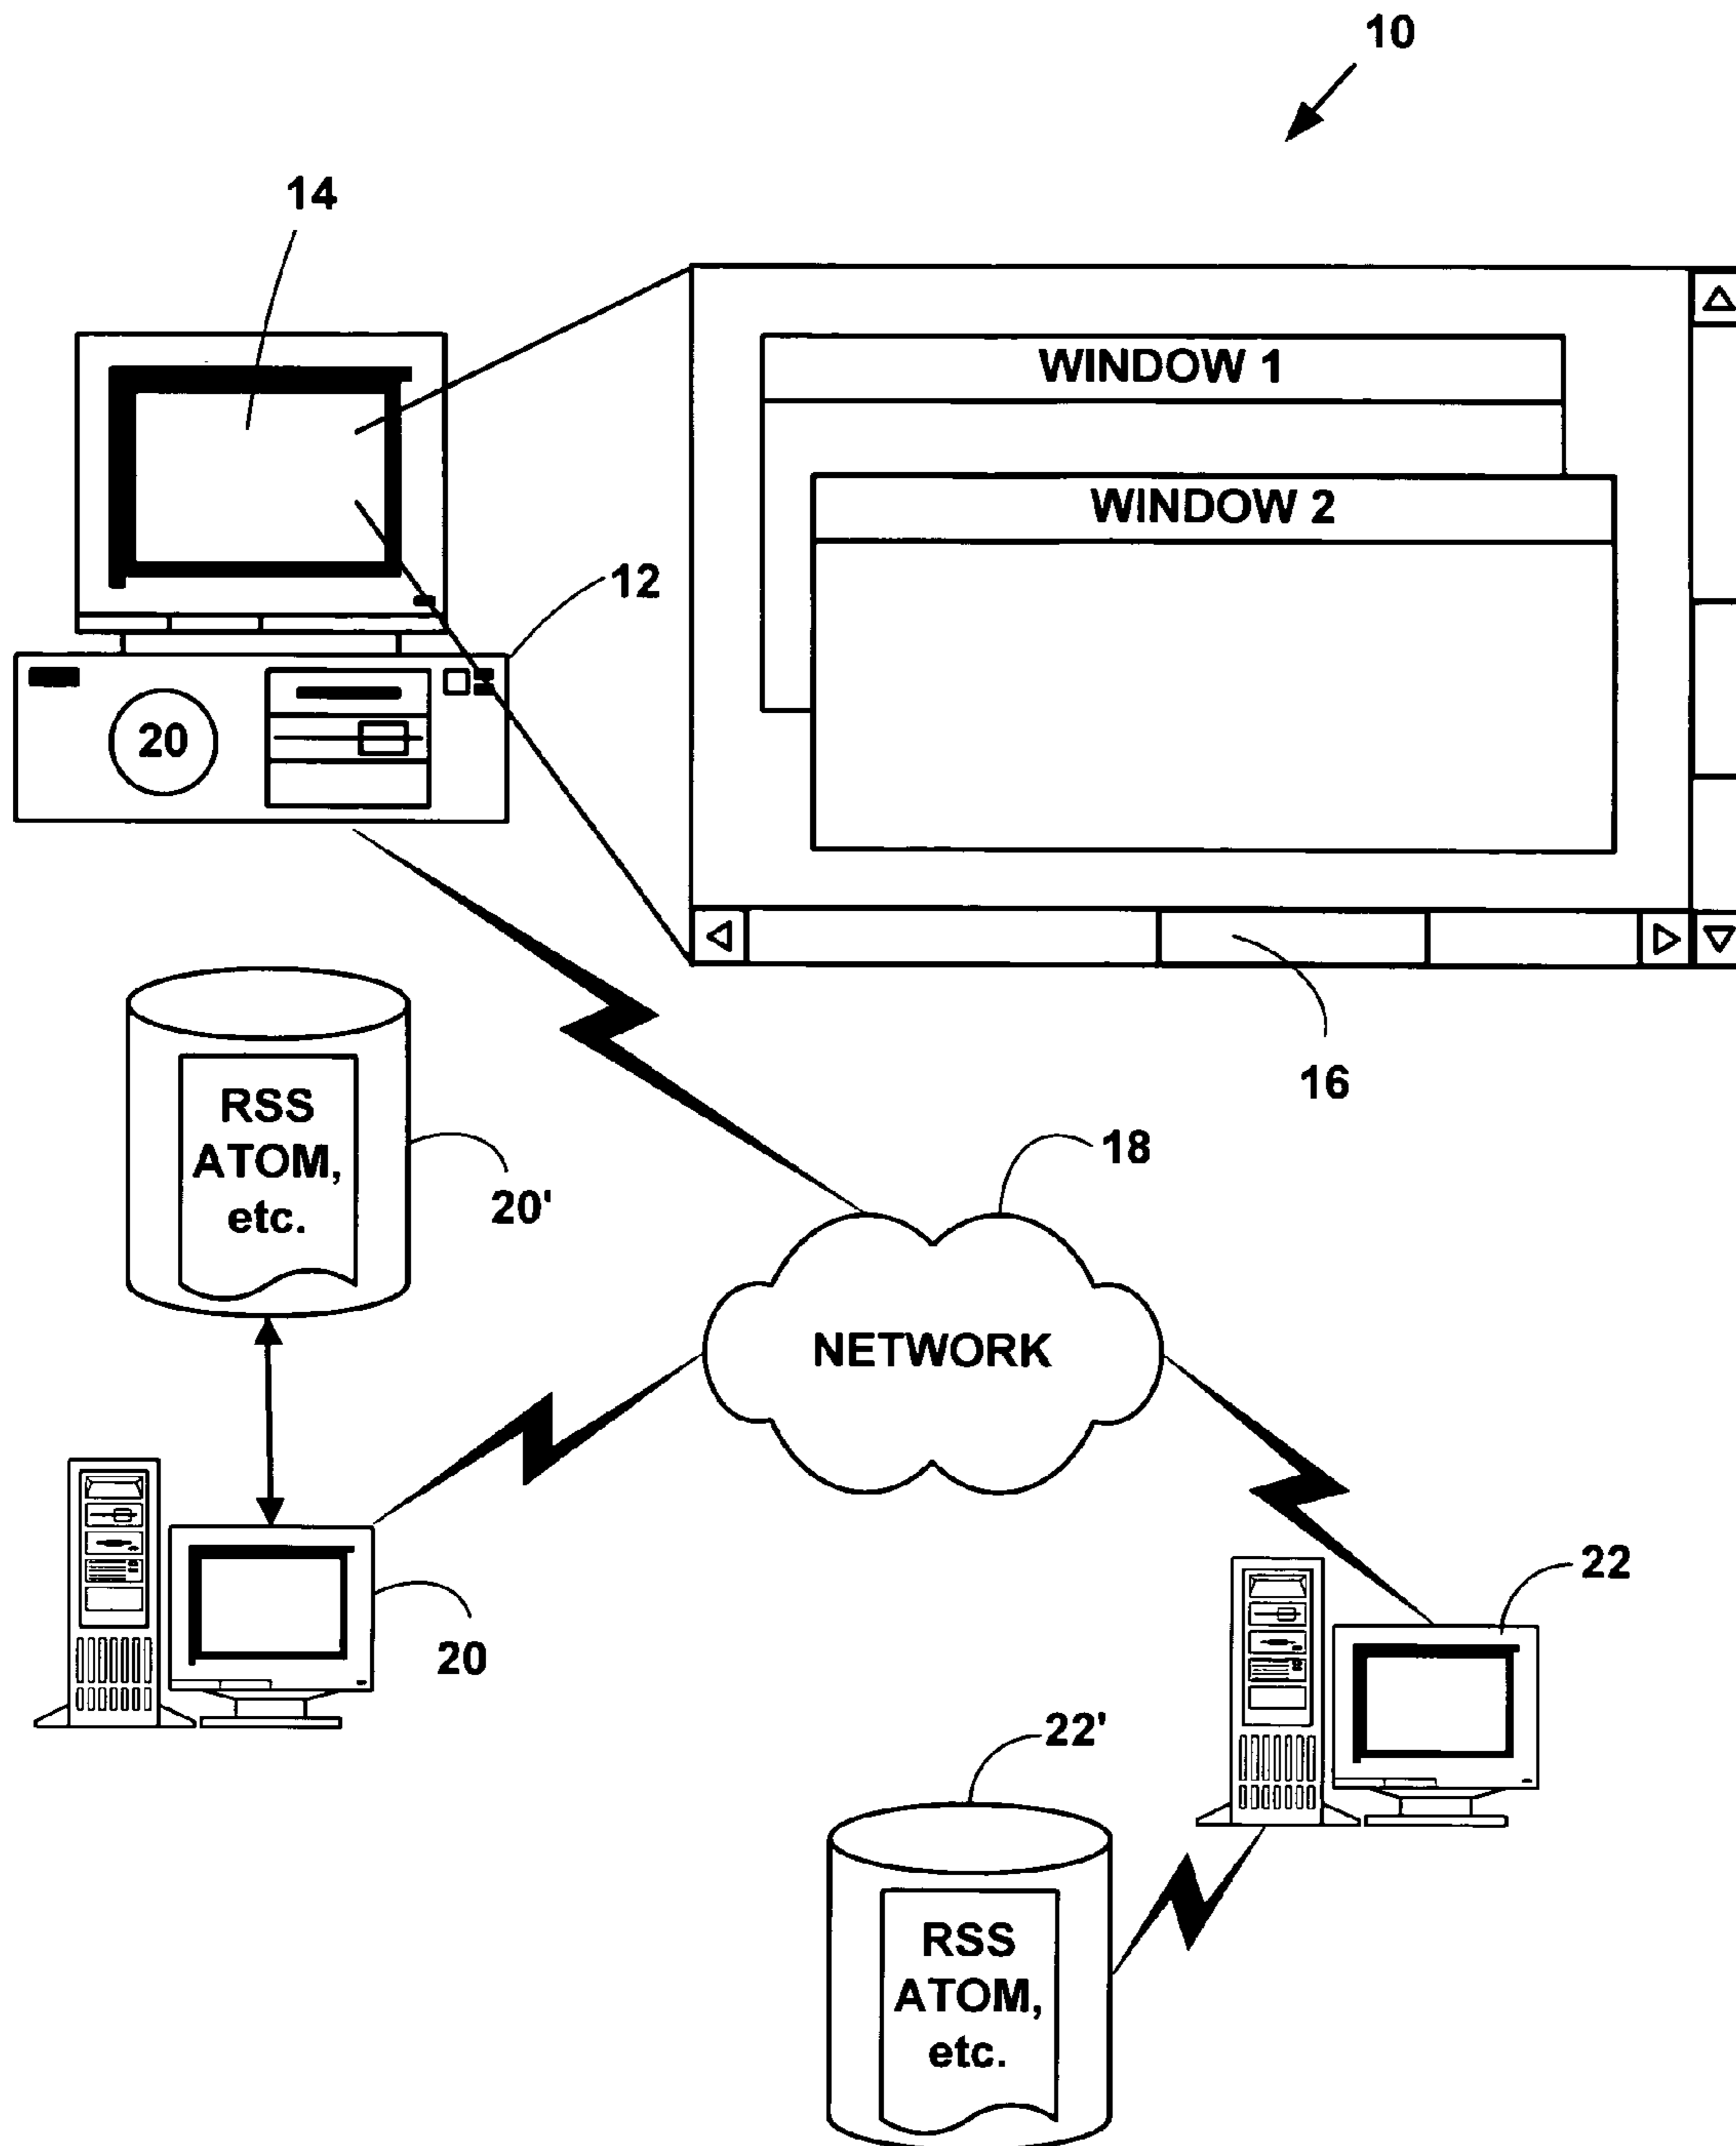 10
14
WINDOW 1
WINDOW 2
12
20
16
RSS
ATOM,
etc.
20'
18
NETWORK
20
22
22'
RSS
ATOM,
etc.